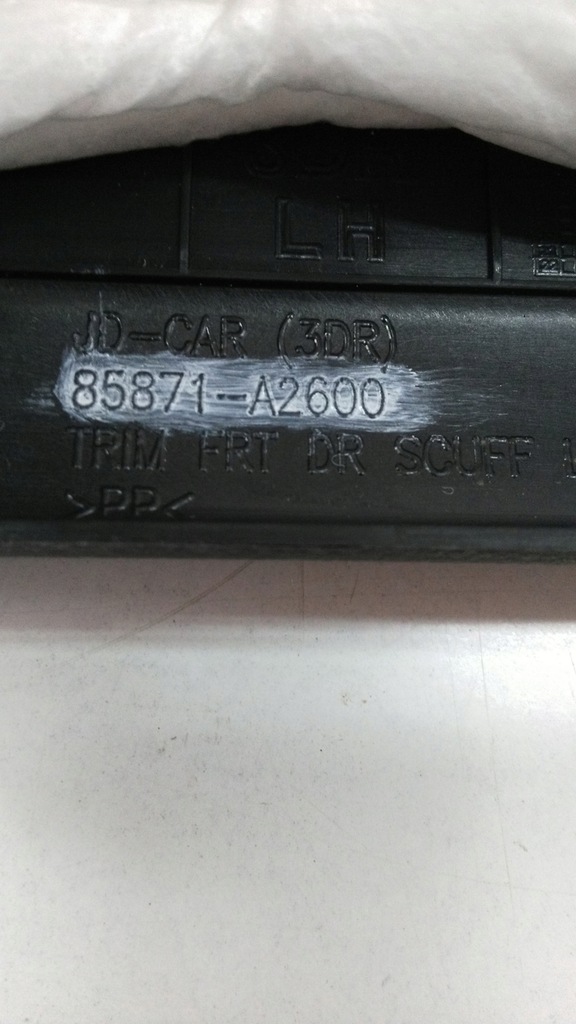 LH
JD-CAR (3DR)
85871-A2600
TRIM FRT DR SCUFF
>PP<